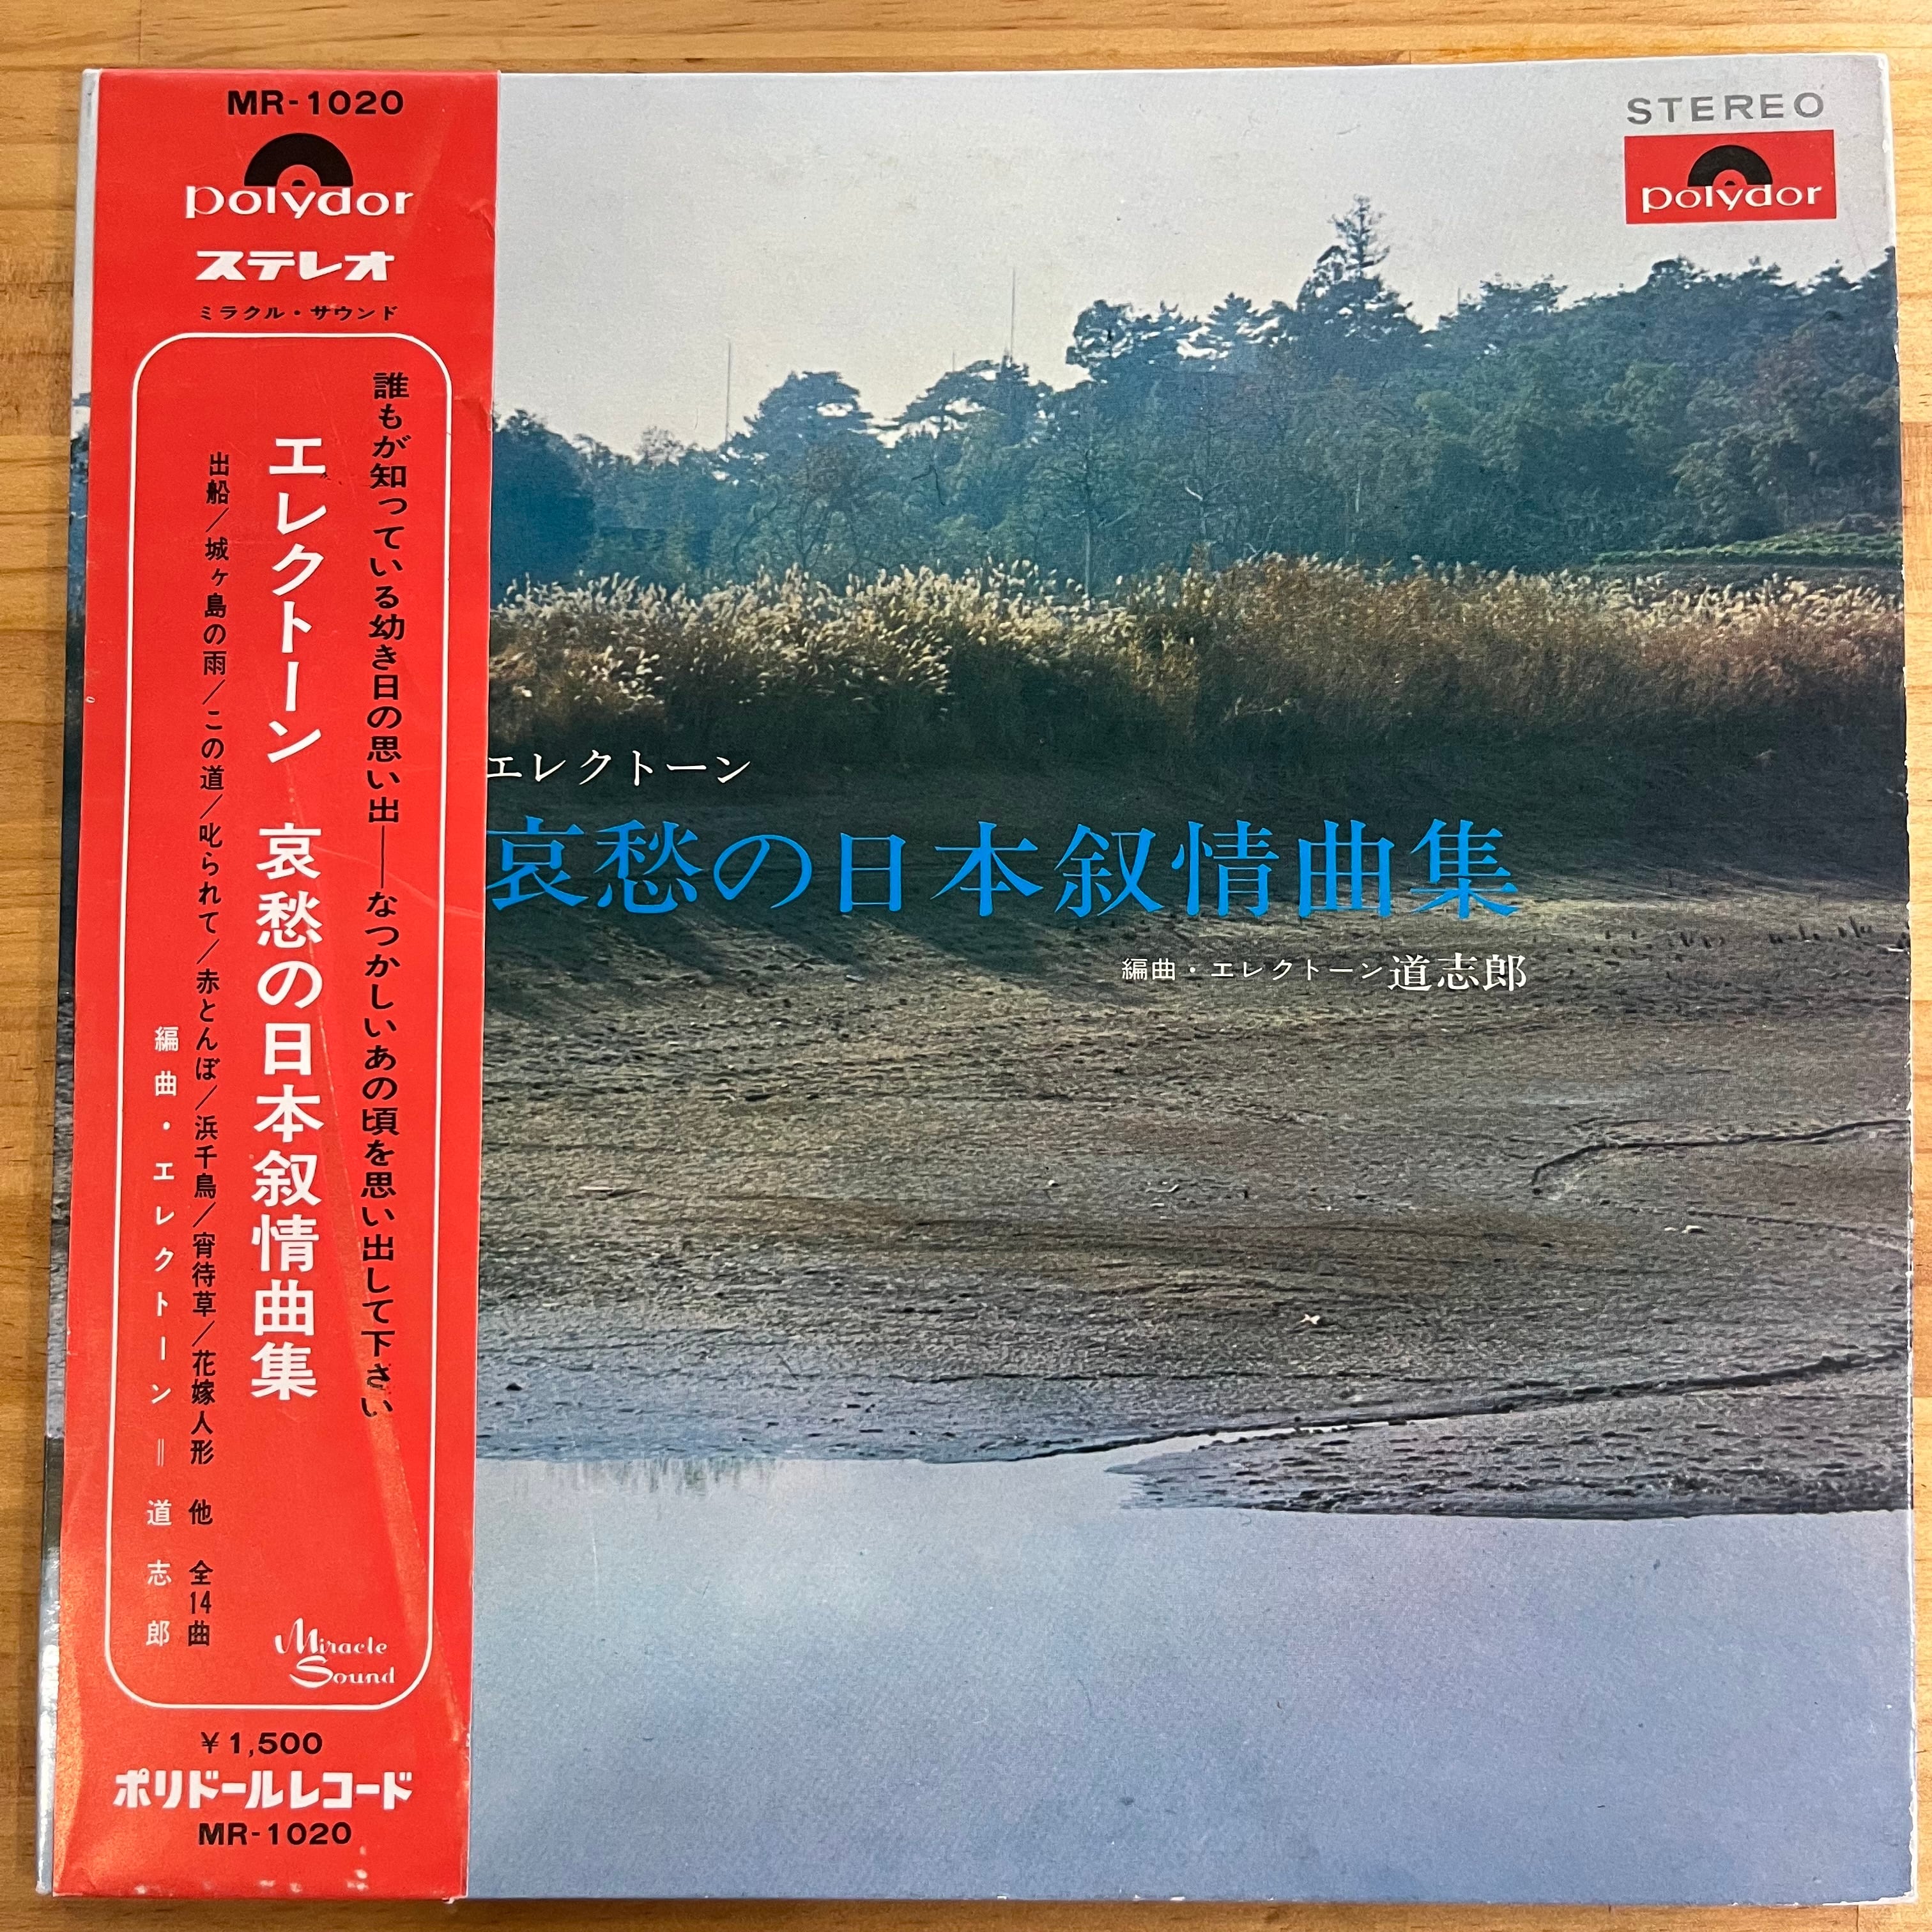 MR-1020
polydor
ステレオ
ミラクル・サウンド
誰もが知っている幼き日の思い出——なつかしいあの頃を思い出して下さい
エレクトーン 哀愁の日本叙情曲集
出船/城ヶ島の雨/この道/叱られて/赤とんぼ/浜千鳥/宵待草/花嫁人形 他 全14曲
編曲・エレクトーン=道志郎
Miracle
Sound
¥1,500
ポリドールレコード
MR-1020
STEREO
polydor
エレクトーン
哀愁の日本叙情曲集
編曲・エレクトーン道志郎